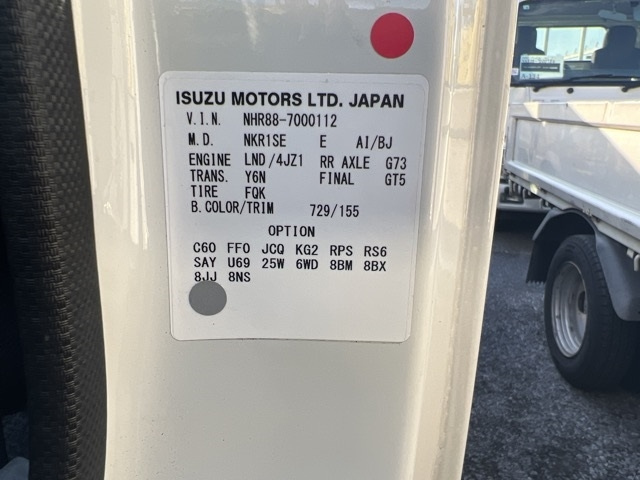 ISUZU MOTORS LTD. JAPAN
V.I.N. NHR88-7000112
M.D. NKR1SE E AI/BJ
ENGINE LND/4JZ1 RR AXLE G73
TRANS. Y6N FINAL GT5
TIRE FQK
B.COLOR/TRIM 729/155
OPTION
C60 FF0 JCQ KG2 RPS RS6
SAY U69 25W 6WD 8BM 8BX
8JJ 8NS